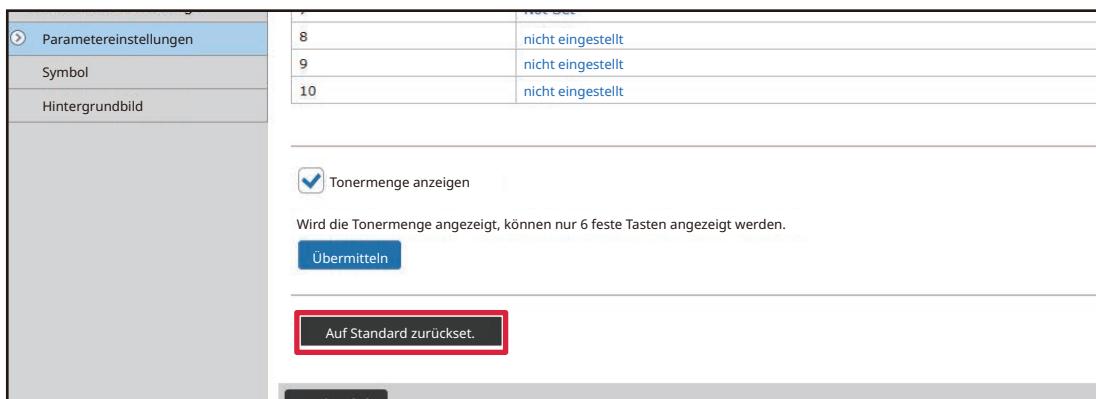 Parametereinstellungen
8 nicht eingestellt
Symbol
9 nicht eingestellt
10 nicht eingestellt
Hintergrundbild
Tonermenge anzeigen
Wird die Tonermenge angezeigt, können nur 6 feste Tasten angezeigt werden.
Übermitteln
Auf Standard zurückset.